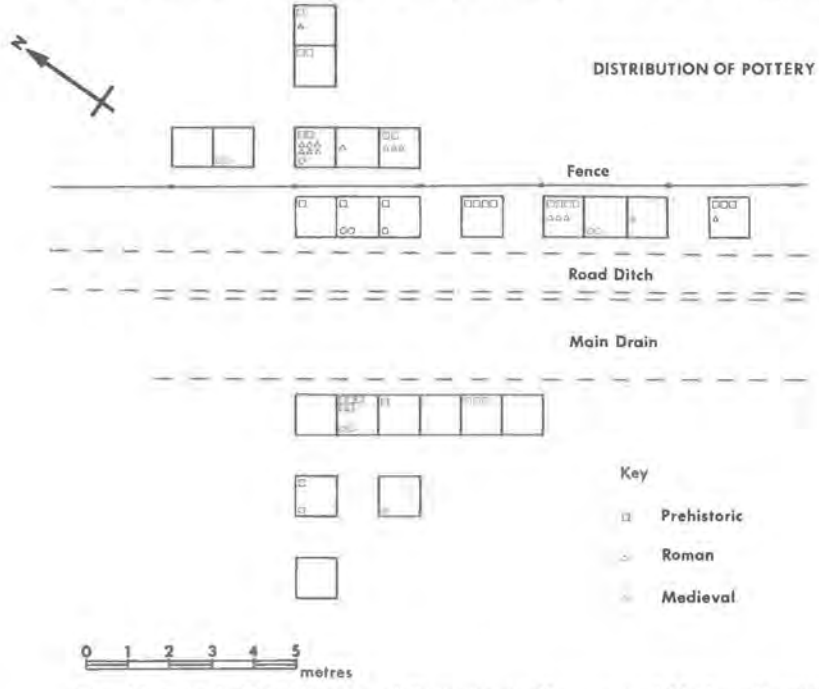 N
DISTRIBUTION OF POTTERY
Fence
Road Ditch
Main Drain
Key
Prehistoric
Roman
Medieval
0 1 2 3 4 5
metres